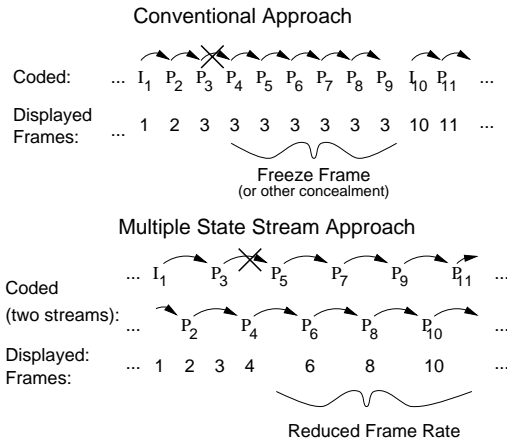 Conventional Approach
Coded: ... I1 P2 P3 P4 P5 P6 P7 P8 P9 I10 P11 ...
Displayed
Frames: ... 1 2 3 3 3 3 3 3 3 10 11 ...
Freeze Frame
(or other concealment)
Multiple State Stream Approach
... I1 P3 P5 P7 P9 P11 ...
Coded
(two streams): ... P2 P4 P6 P8 P10 ...
Displayed:
Frames: ... 1 2 3 4 6 8 10 ...
Reduced Frame Rate